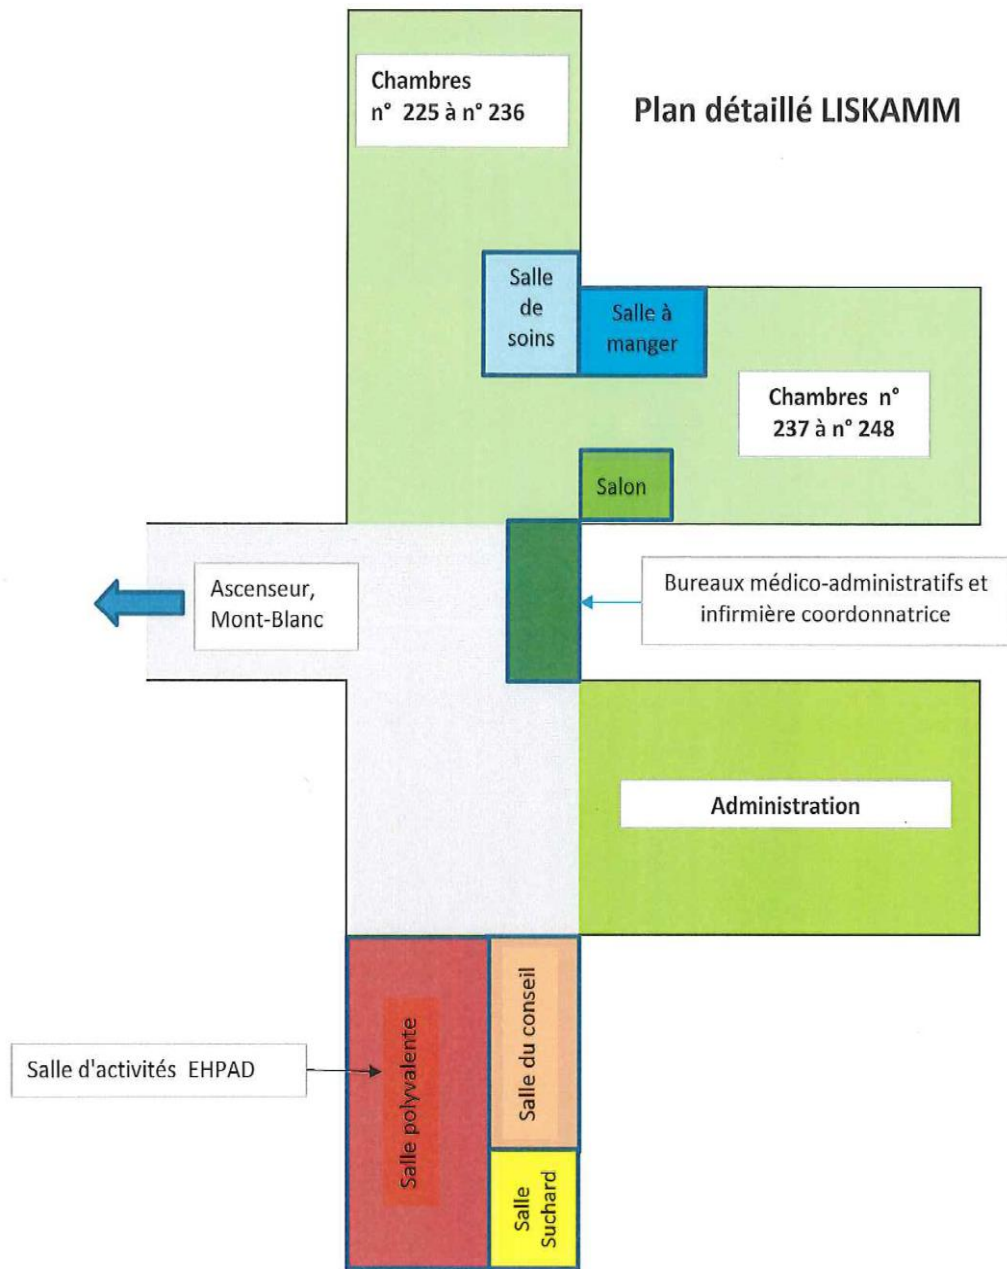 Chambres
n° 225 à n° 236
Plan détaillé LISKAMM
Salle
de
soins
Salle à
manger
Chambres n°
237 à n° 248
Salon
Ascenseur,
Mont-Blanc
Bureaux médico-administratifs et
infirmière coordonnatrice
Administration
Salle d'activités EHPAD
Salle polyvalente
Salle du conseil
Salle
Suchard